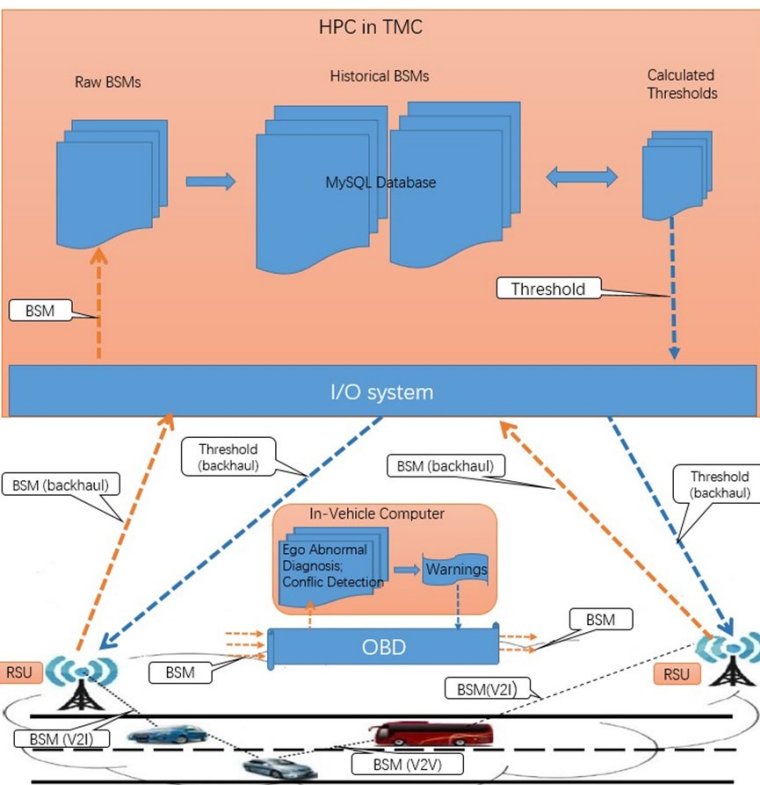 HPC in TMC
Raw BSMs
Historical BSMs
Calculated
Thresholds
MySQL Database
BSM
Threshold
I/O system
BSM (backhaul)
Threshold
(backhaul)
BSM (backhaul)
Threshold
(backhaul)
In-Vehicle Computer
Ego Abnormal
Diagnosis;
Conflic Detection
Warnings
OBD
BSM
BSM
RSU
RSU
BSM(V2I)
BSM (V2I)
BSM (V2V)